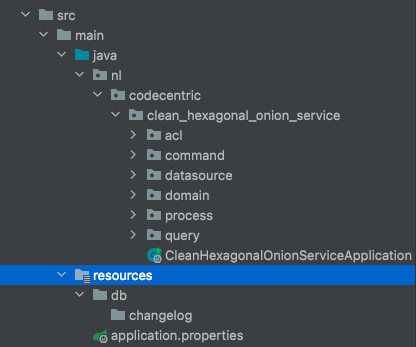 src
main
java
nl
codecentric
clean_hexagonal_onion_service
acl
command
datasource
domain
process
query
CleanHexagonalOnionServiceApplication
resources
db
changelog
application.properties